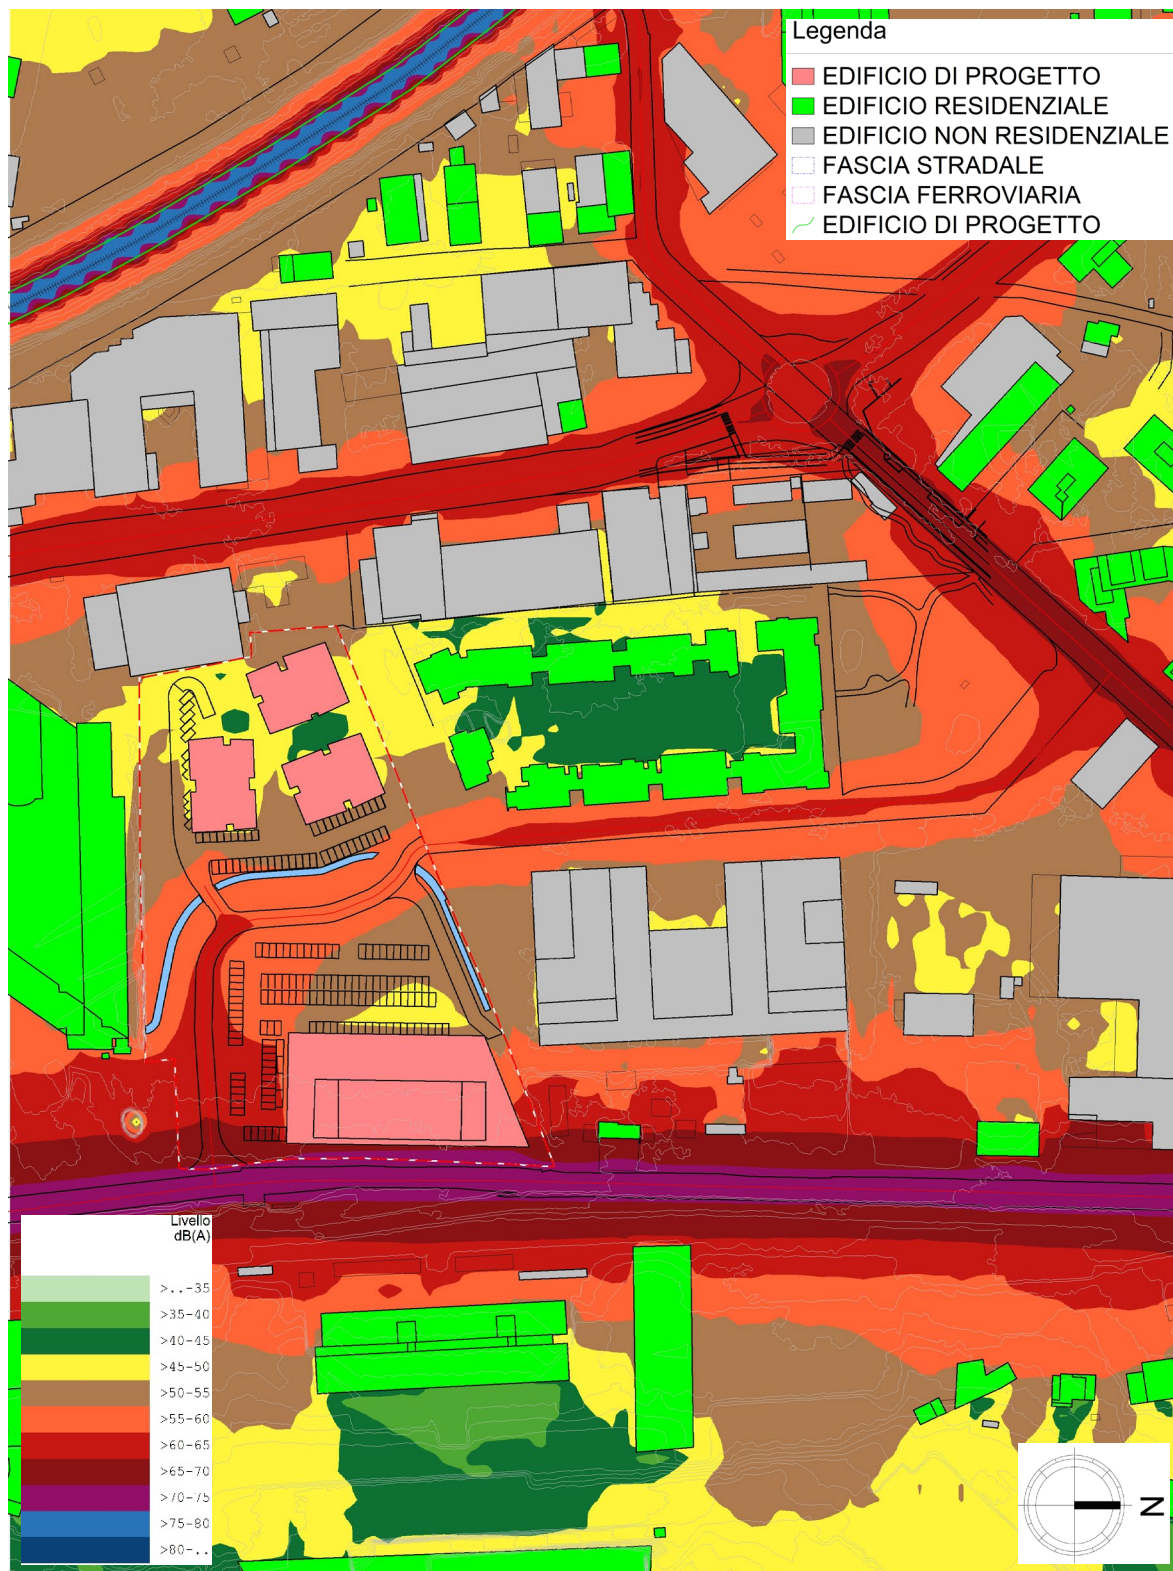 Legenda
EDIFICIO DI PROGETTO
EDIFICIO RESIDENZIALE
EDIFICIO NON RESIDENZIALE
FASCIA STRADALE
FASCIA FERROVIARIA
EDIFICIO DI PROGETTO
Livello
dB(A)
>..-35
>35-40
>40-45
>45-50
>50-55
>55-60
>60-65
>65-70
>70-75
>75-80
>80-..
N